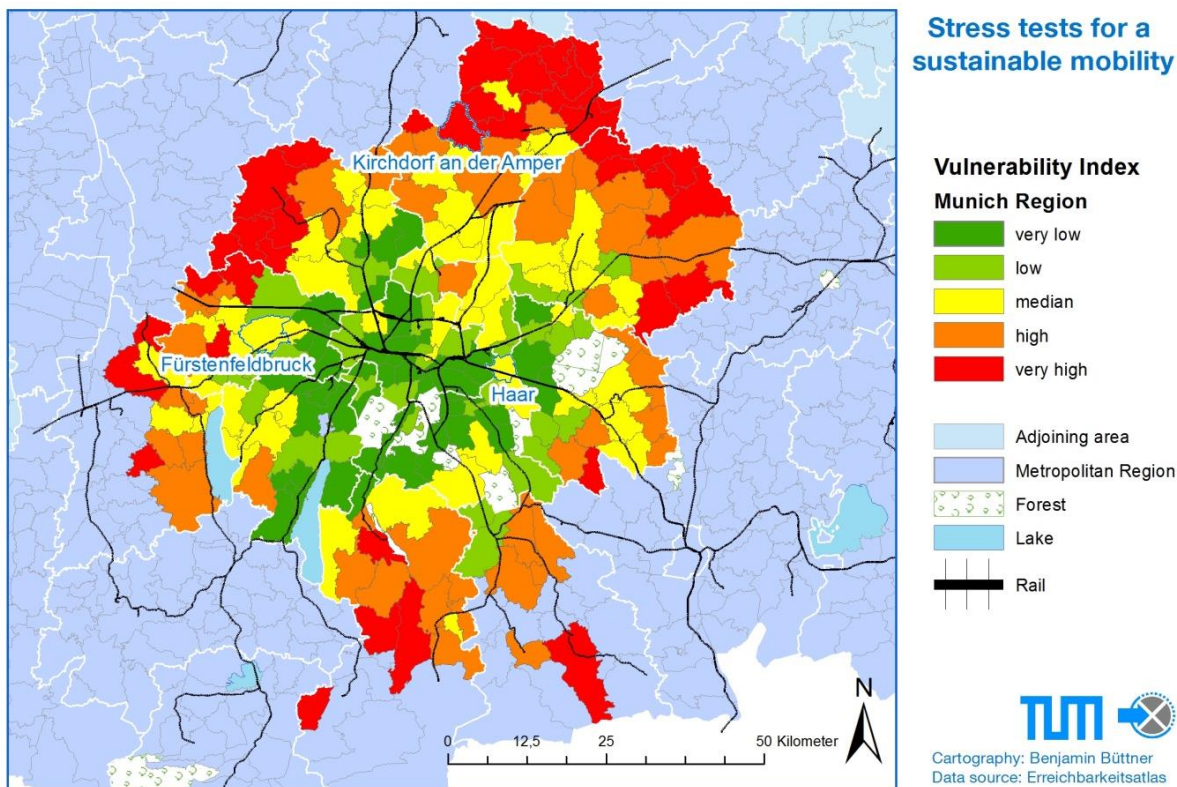 Stress tests for a
sustainable mobility
Kirchdorf an der Amper
Fürstenfeldbruck
Haar
Vulnerability Index
Munich Region
very low
low
median
high
very high
Adjoining area
Metropolitan Region
Forest
Lake
Rail
N
0 12,5 25 50 Kilometer
TUM
Cartography: Benjamin Büttner
Data source: Erreichbarkeitsatlas